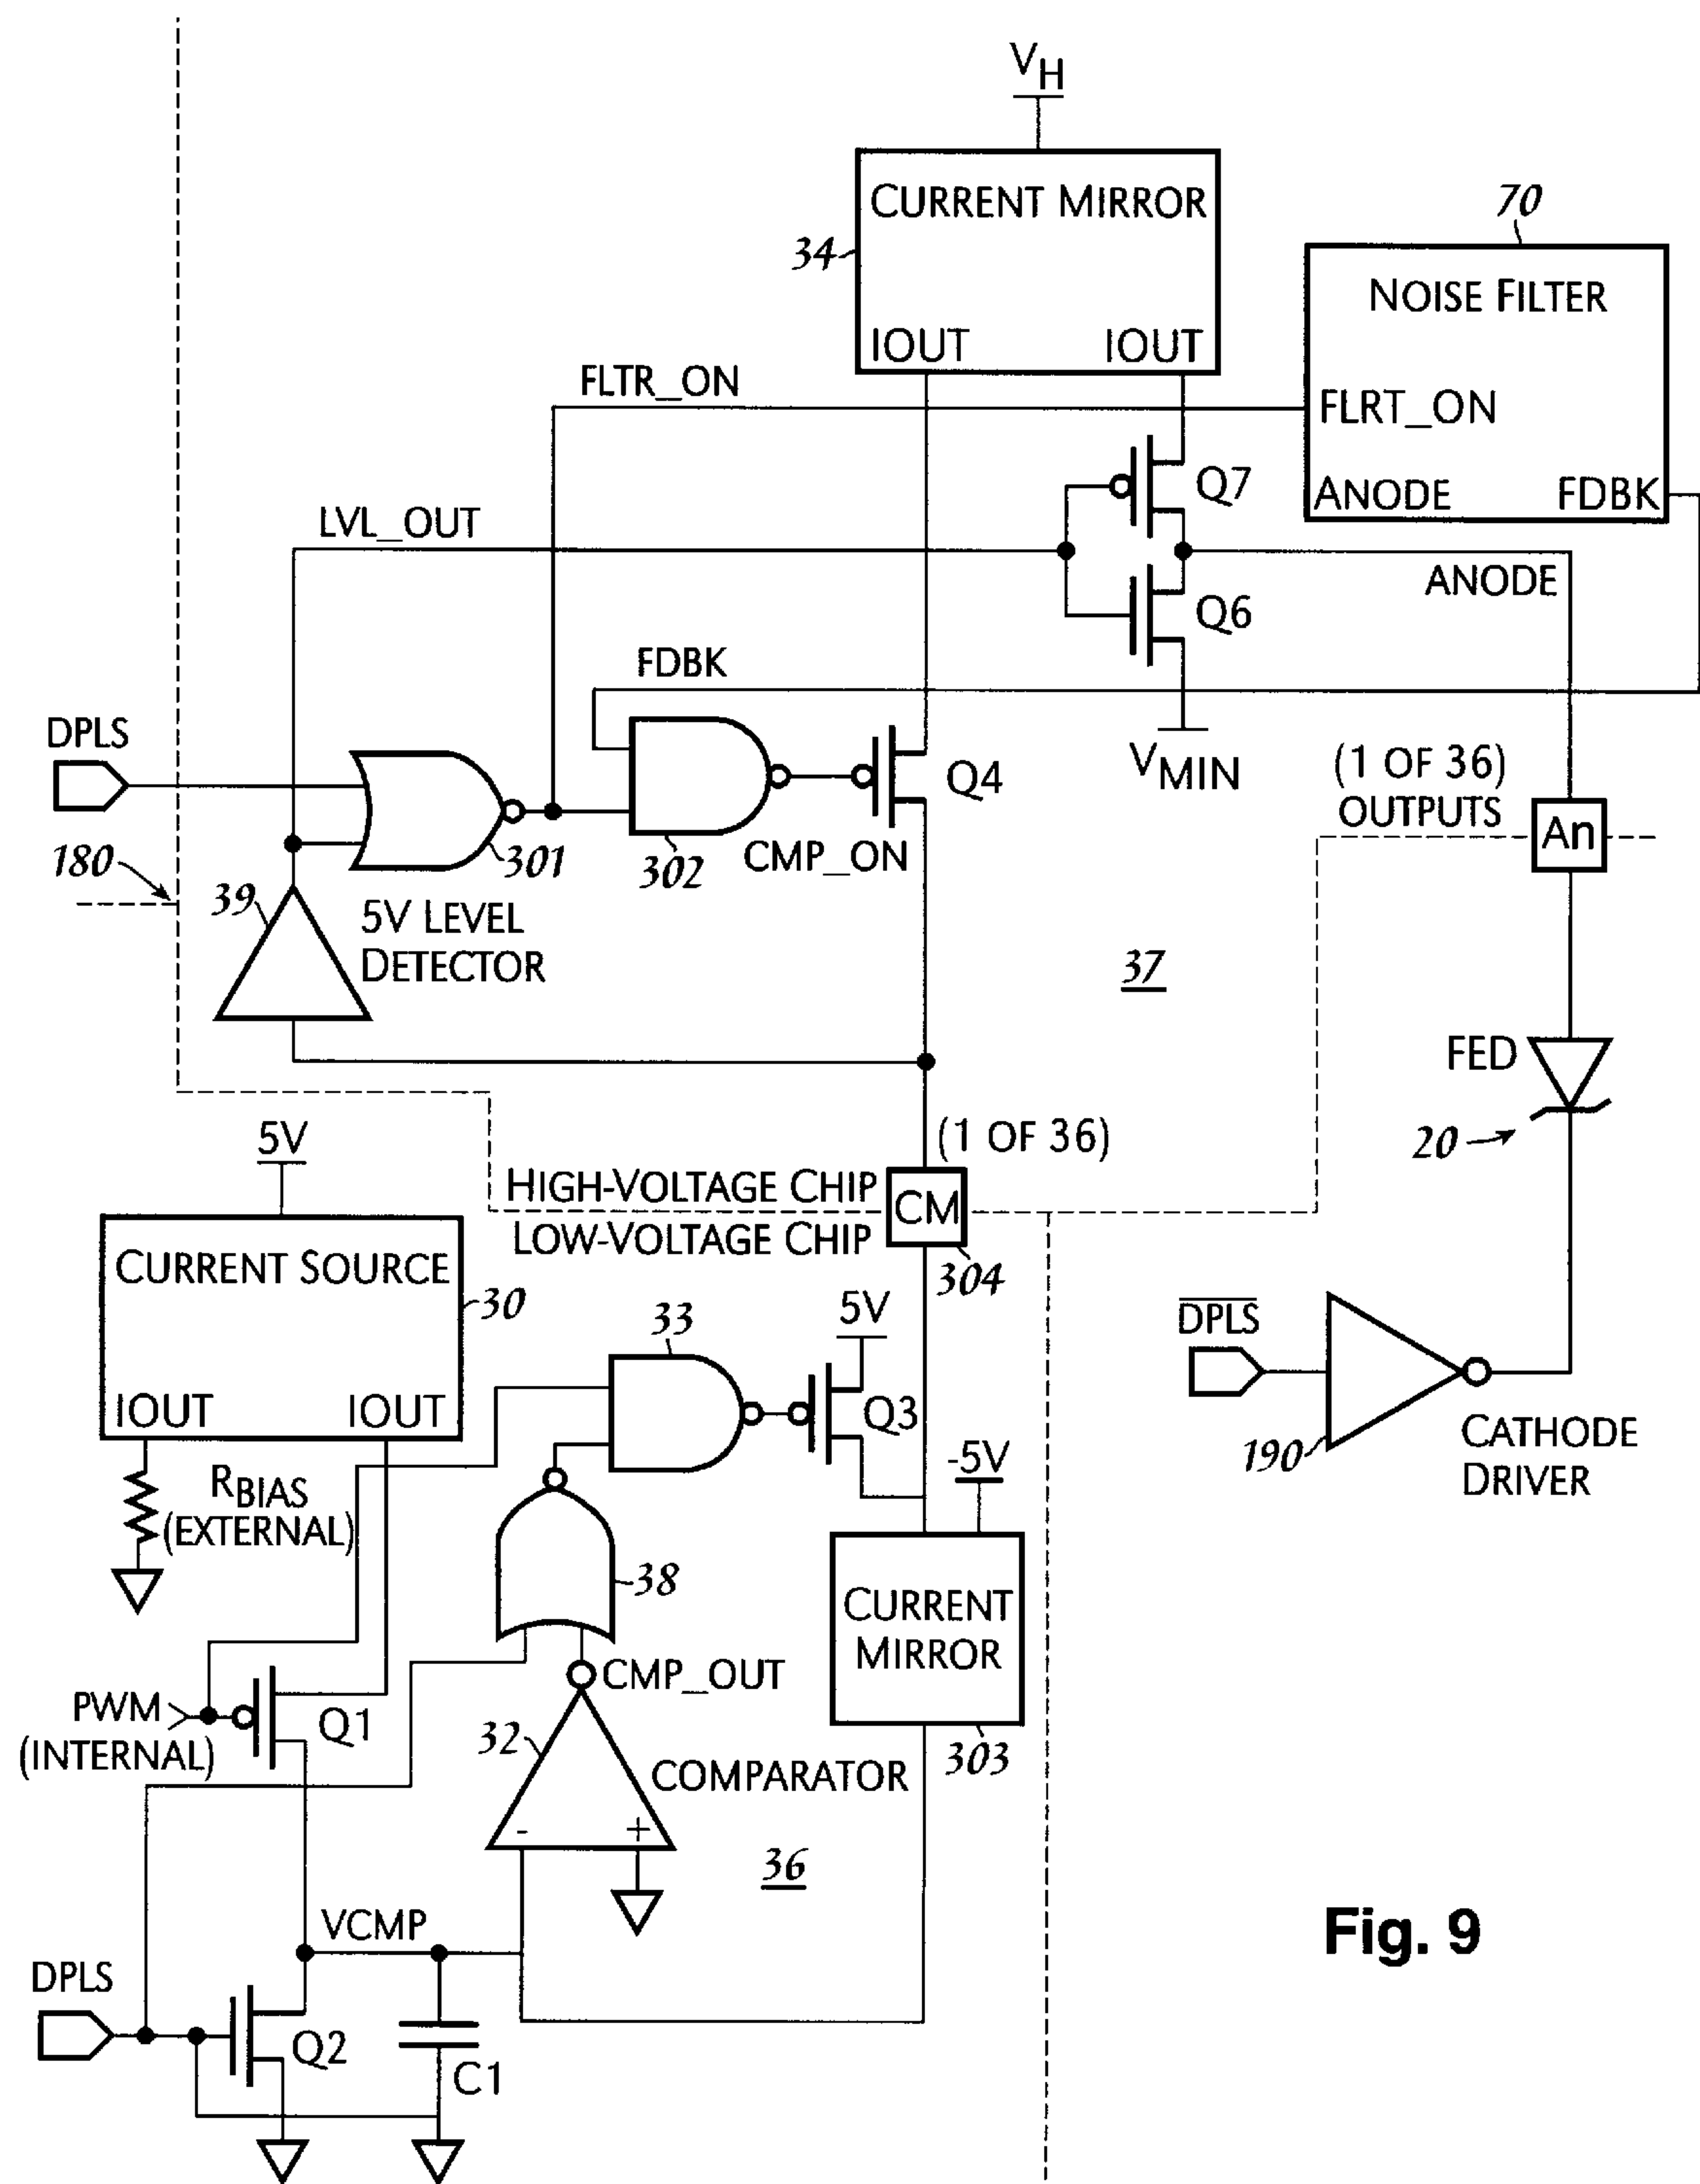 VH
CURRENT MIRROR
34
IOUT IOUT
70
NOISE FILTER
FLRT_ON
ANODE FDBK
FLTR_ON
Q7
LVL_OUT
ANODE
Q6
FDBK
VMIN
DPLS
Q4
(1 OF 36)
OUTPUTS
An
180
301
302
CMP_ON
39
5V LEVEL
DETECTOR
37
FED
20
(1 OF 36)
5V
HIGH-VOLTAGE CHIP
CM
LOW-VOLTAGE CHIP
304
CURRENT SOURCE
30
IOUT IOUT
33
5V
Q3
DPLS
190
CATHODE
DRIVER
-5V
RBIAS
(EXTERNAL)
38
CURRENT
MIRROR
303
PWM
(INTERNAL)
Q1
CMP_OUT
32
COMPARATOR
- +
36
VCMP
DPLS
Q2
C1
Fig. 9